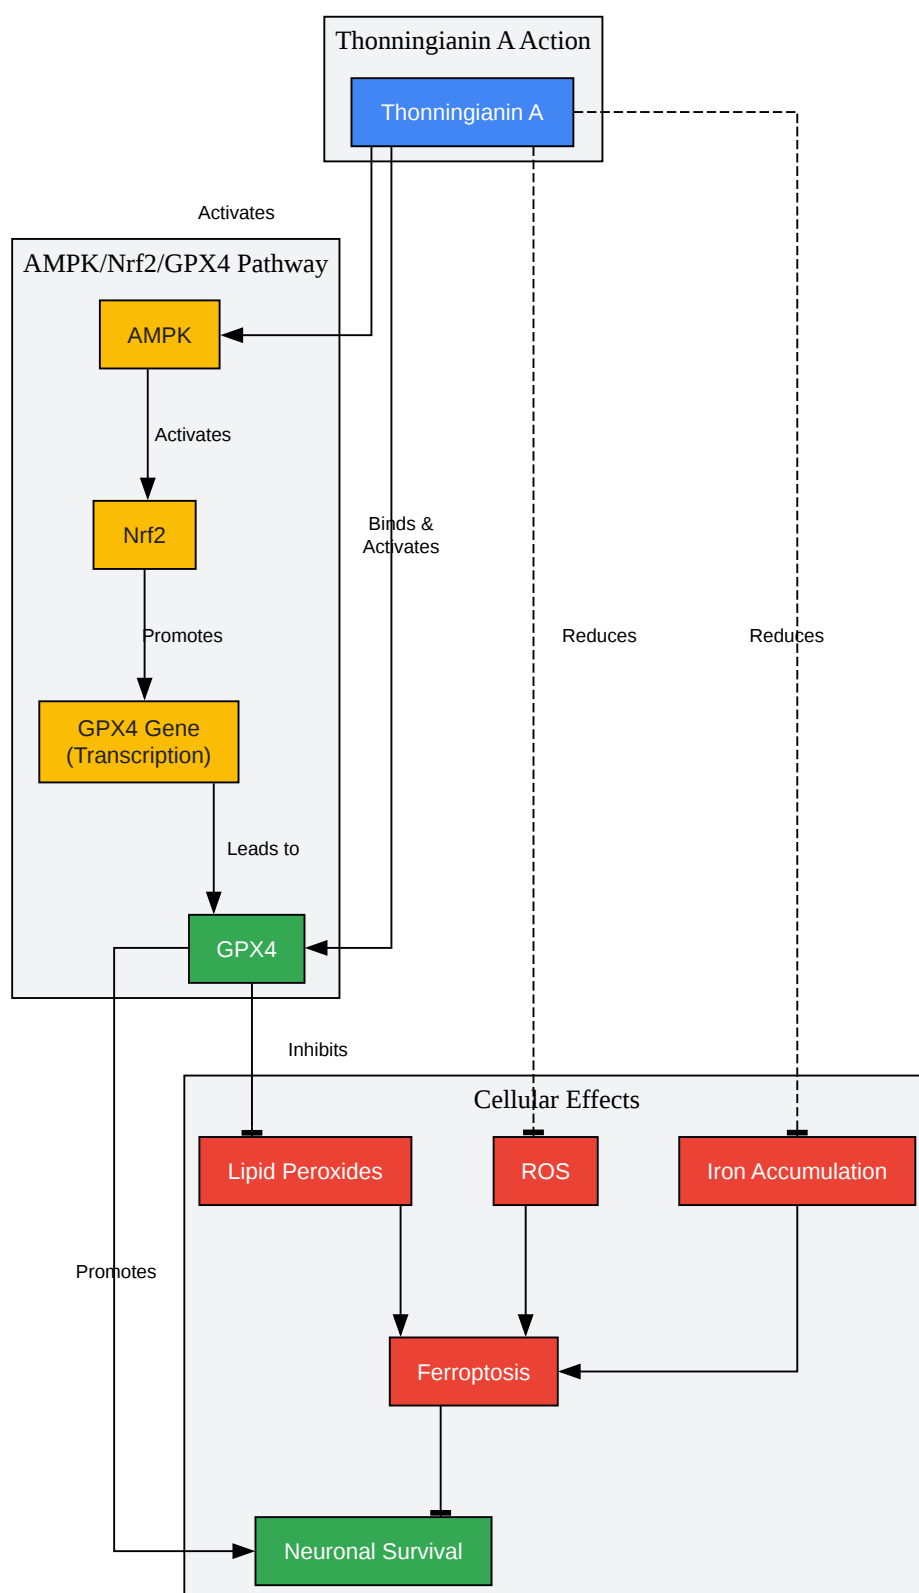 Thonningianin A Action
Thonningianin A
Activates
AMPK/Nrf2/GPX4 Pathway
AMPK
Activates
Nrf2
Binds &
Activates
Promotes
Reduces
Reduces
GPX4 Gene
(Transcription)
Leads to
GPX4
Inhibits
Cellular Effects
Lipid Peroxides
ROS
Iron Accumulation
Promotes
Ferroptosis
Neuronal Survival